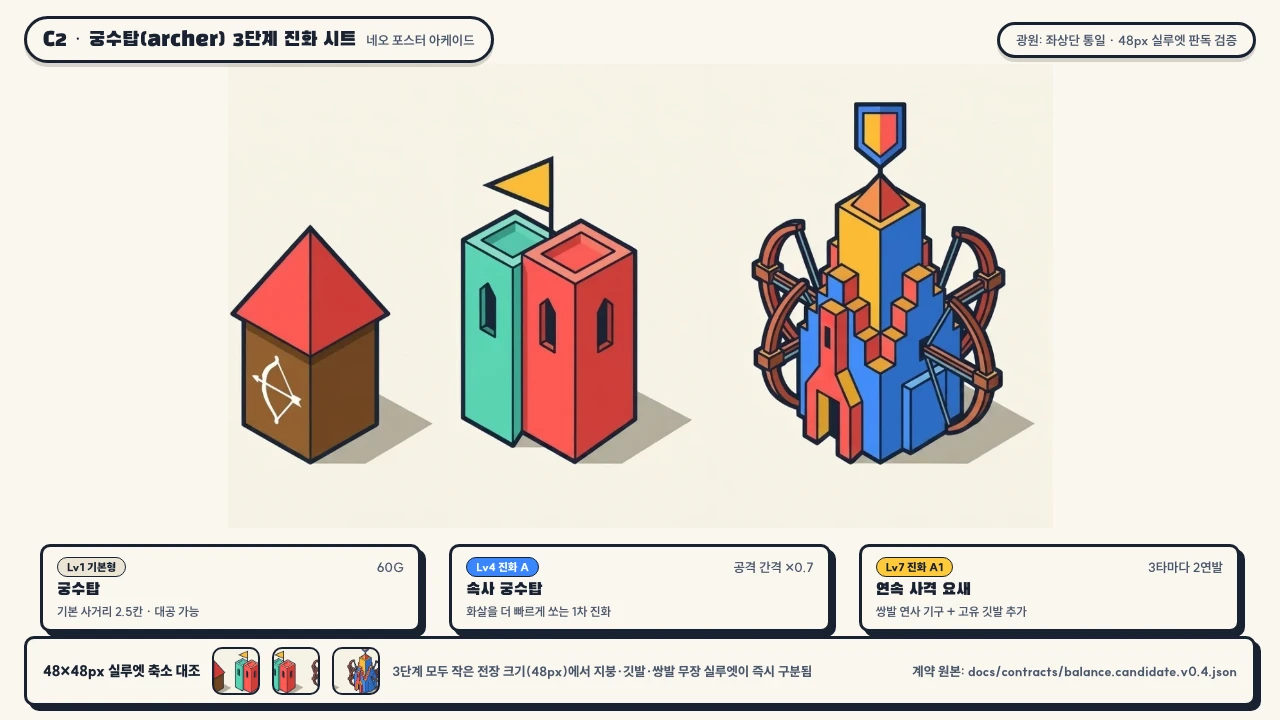 C2 · 궁수탑(archer) 3단계 진화 시트 네오 포스터 아케이드
광원: 좌상단 통일 · 48px 실루엣 판독 검증
Lv1 기본형 60G
궁수탑
기본 사거리 2.5칸 · 대공 가능
Lv4 진화 A 공격 간격 ×0.7
속사 궁수탑
화살을 더 빠르게 쏘는 1차 진화
Lv7 진화 A1 3타마다 2연발
연속 사격 요새
쌍발 연사 기구 + 고유 깃발 추가
48×48px 실루엣 축소 대조 3단계 모두 작은 전장 크기(48px)에서 지붕·깃발·쌍발 무장 실루엣이 즉시 구분됨 계약 원본: docs/contracts/balance.candidate.v0.4.json